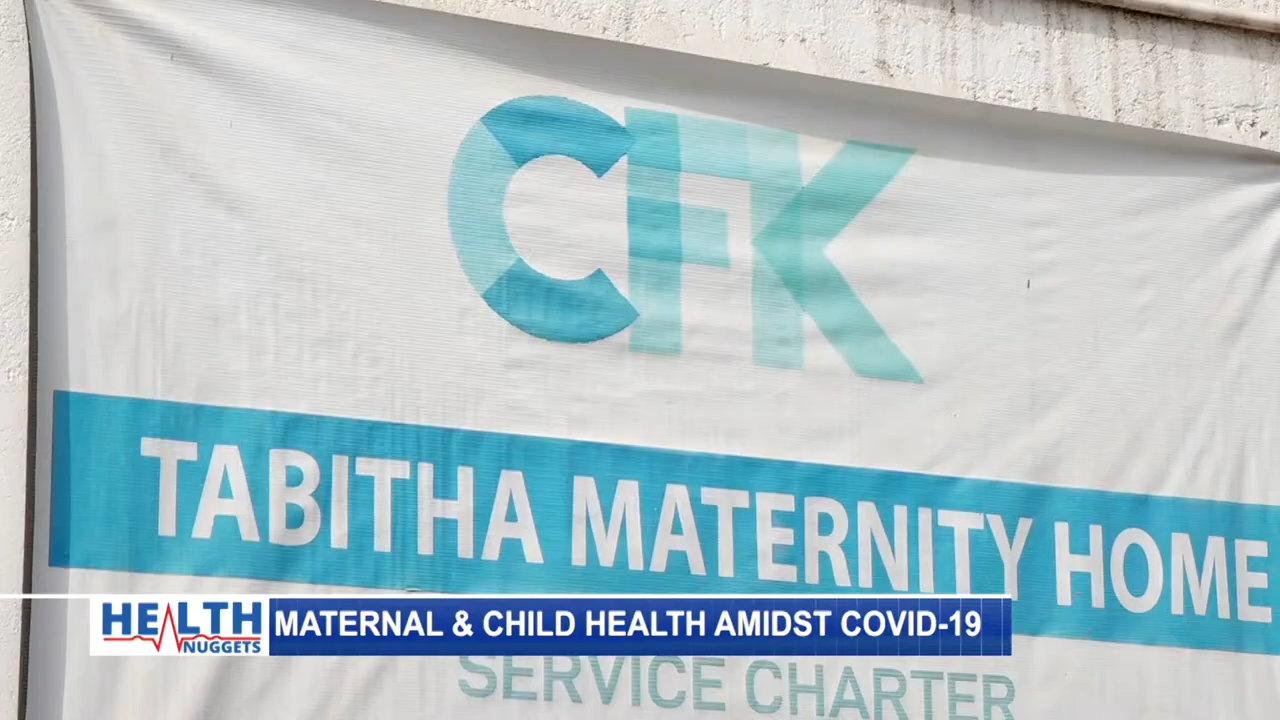 CFK
TABITHA MATERNITY HOME
HEALTH
NUGGETS
MATERNAL & CHILD HEALTH AMIDST COVID-19
SERVICE CHARTER